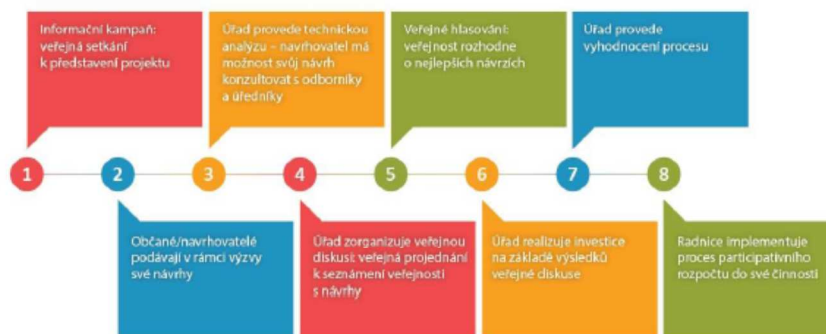 Informační kampaň:
veřejná setkání
k představení projektu
Úřad provede technickou
analýzu – navrhovatel má
možnost svůj návrh
konzultovat s odborníky
a úředníky
Veřejné hlasování:
veřejnost rozhodne
o nejlepších návrzích
Úřad provede
vyhodnocení procesu
1
2
3
4
5
6
7
8
Občané/navrhovatelé
podávají v rámci výzvy
své návrhy
Úřad zorganizuje veřejnou
diskusi: veřejná projednání
k seznámení veřejnosti
s návrhy
Úřad realizuje investice
na základě výsledků
veřejné diskuse
Radnice implementuje
proces participativního
rozpočtu do své činnosti